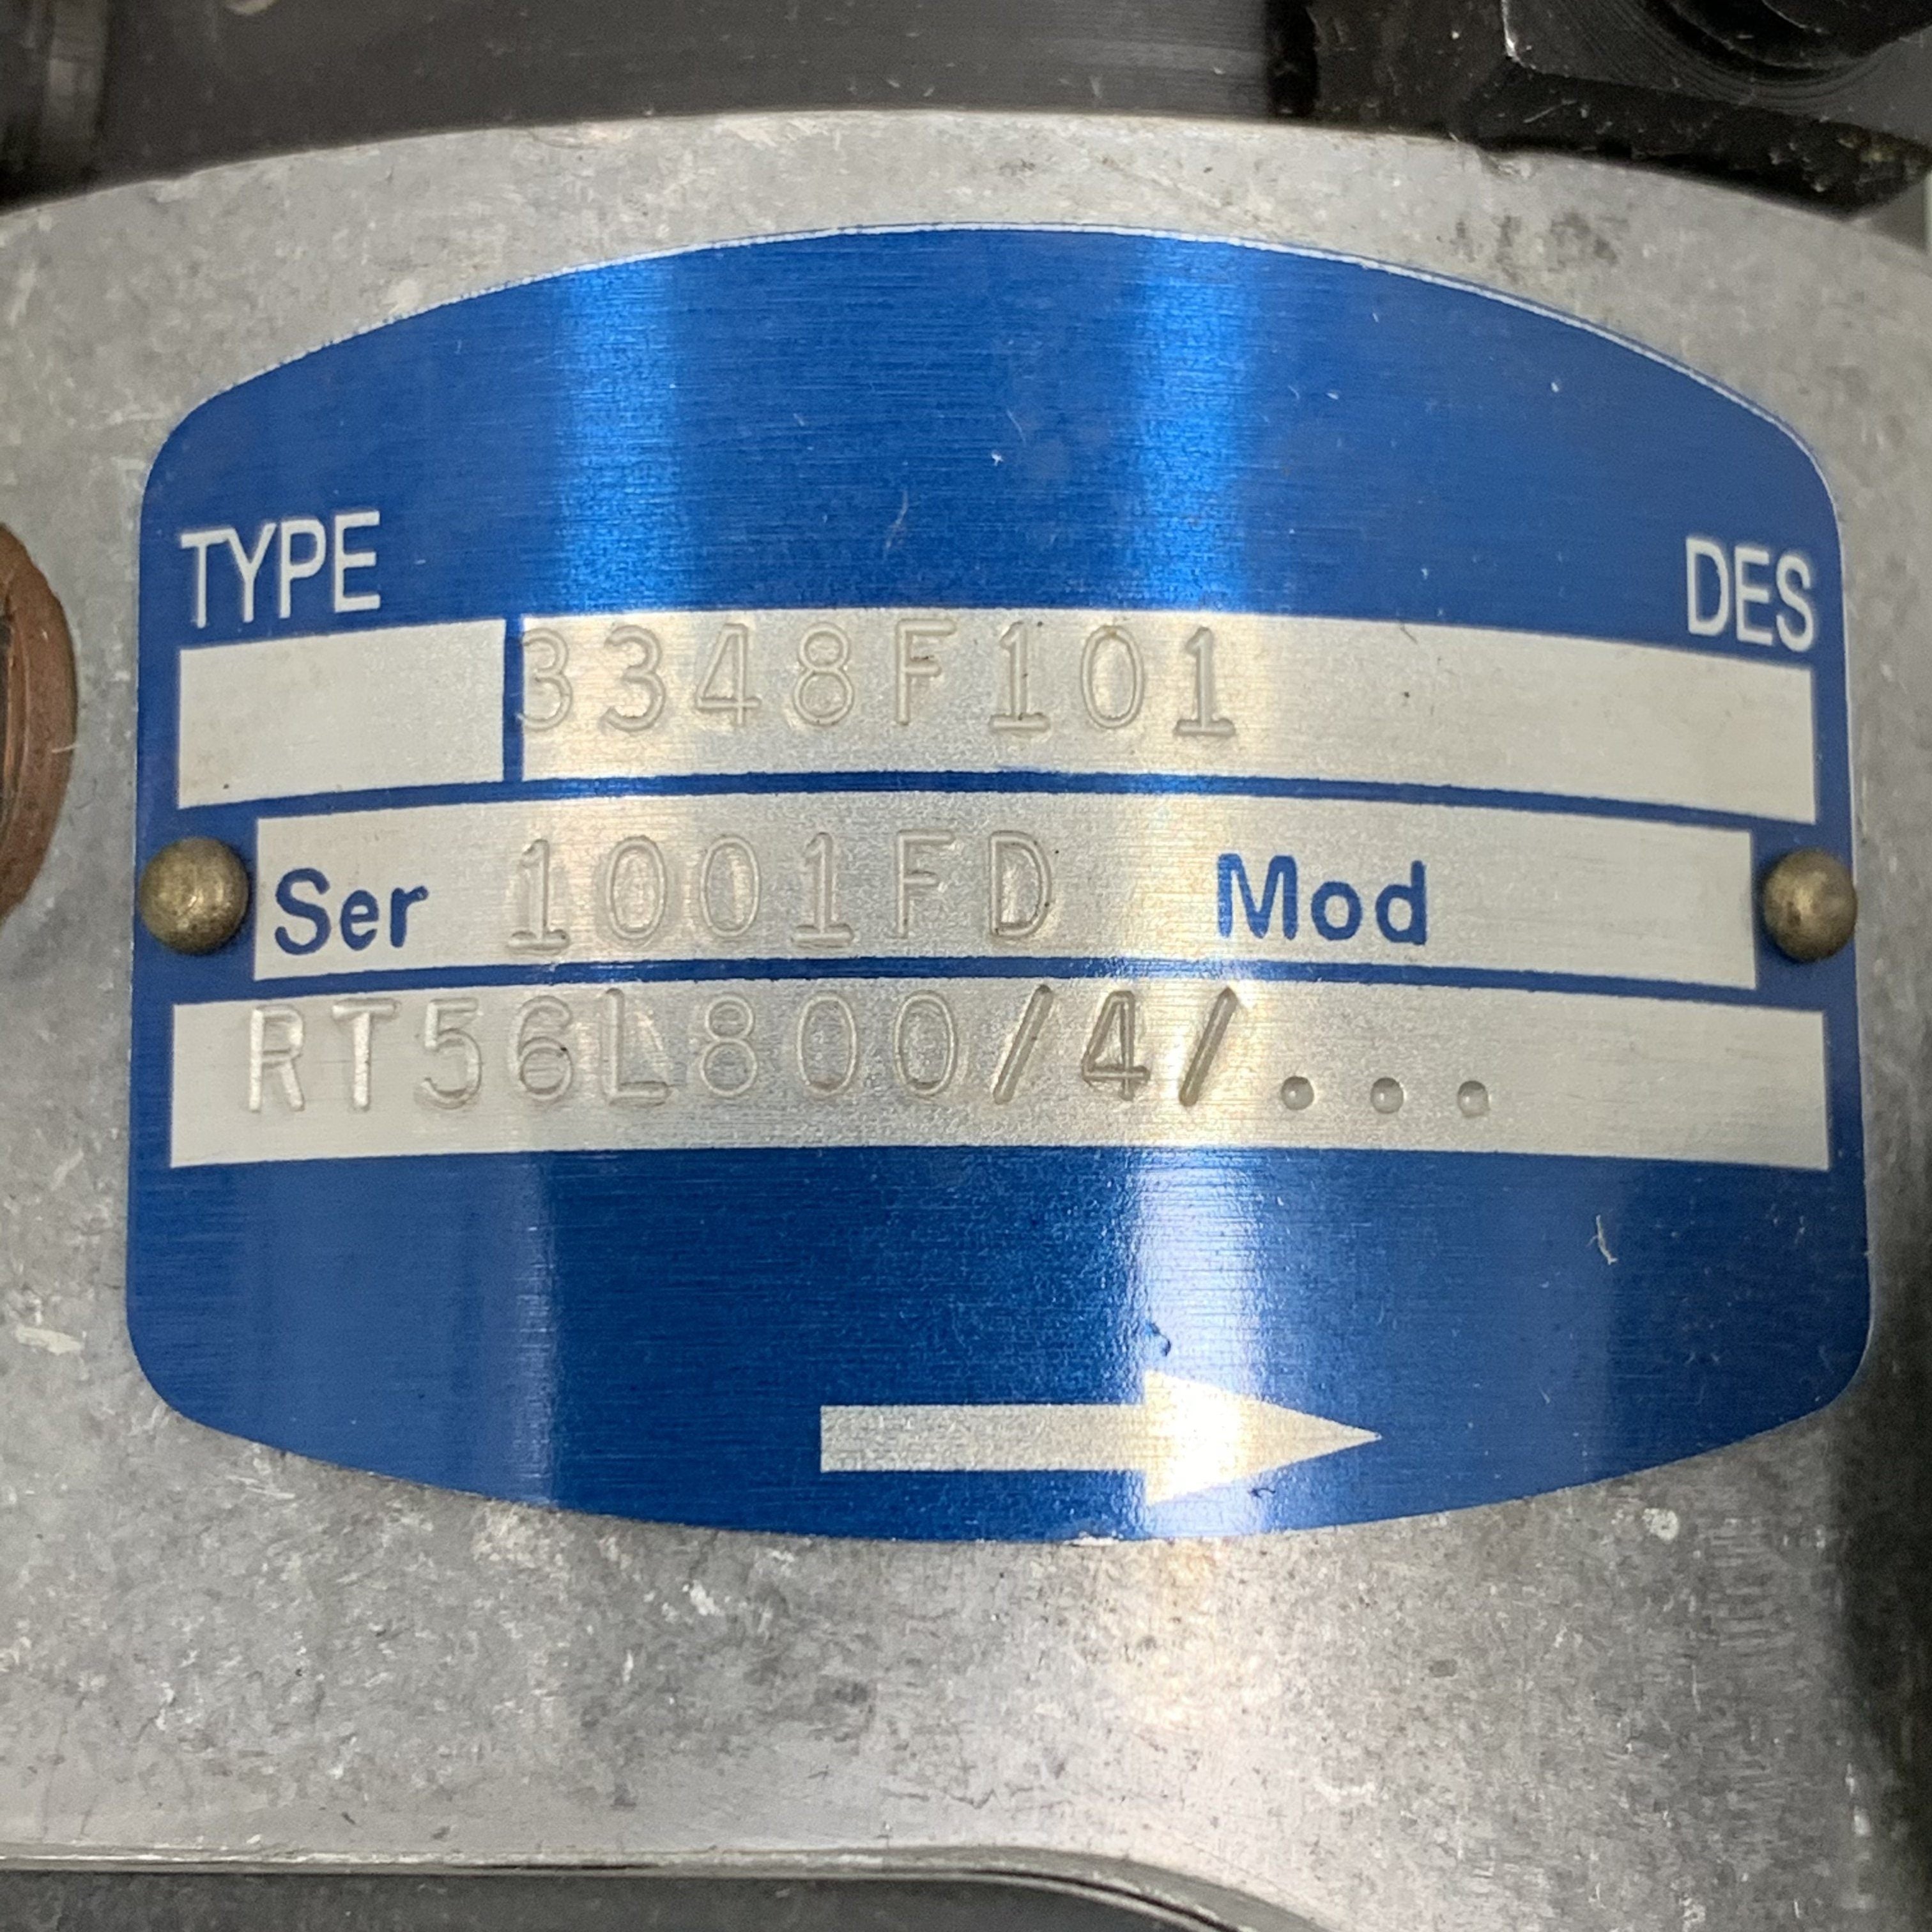 TYPE DES
3348F101
Ser 1001FD Mod
RT56L800/4/...